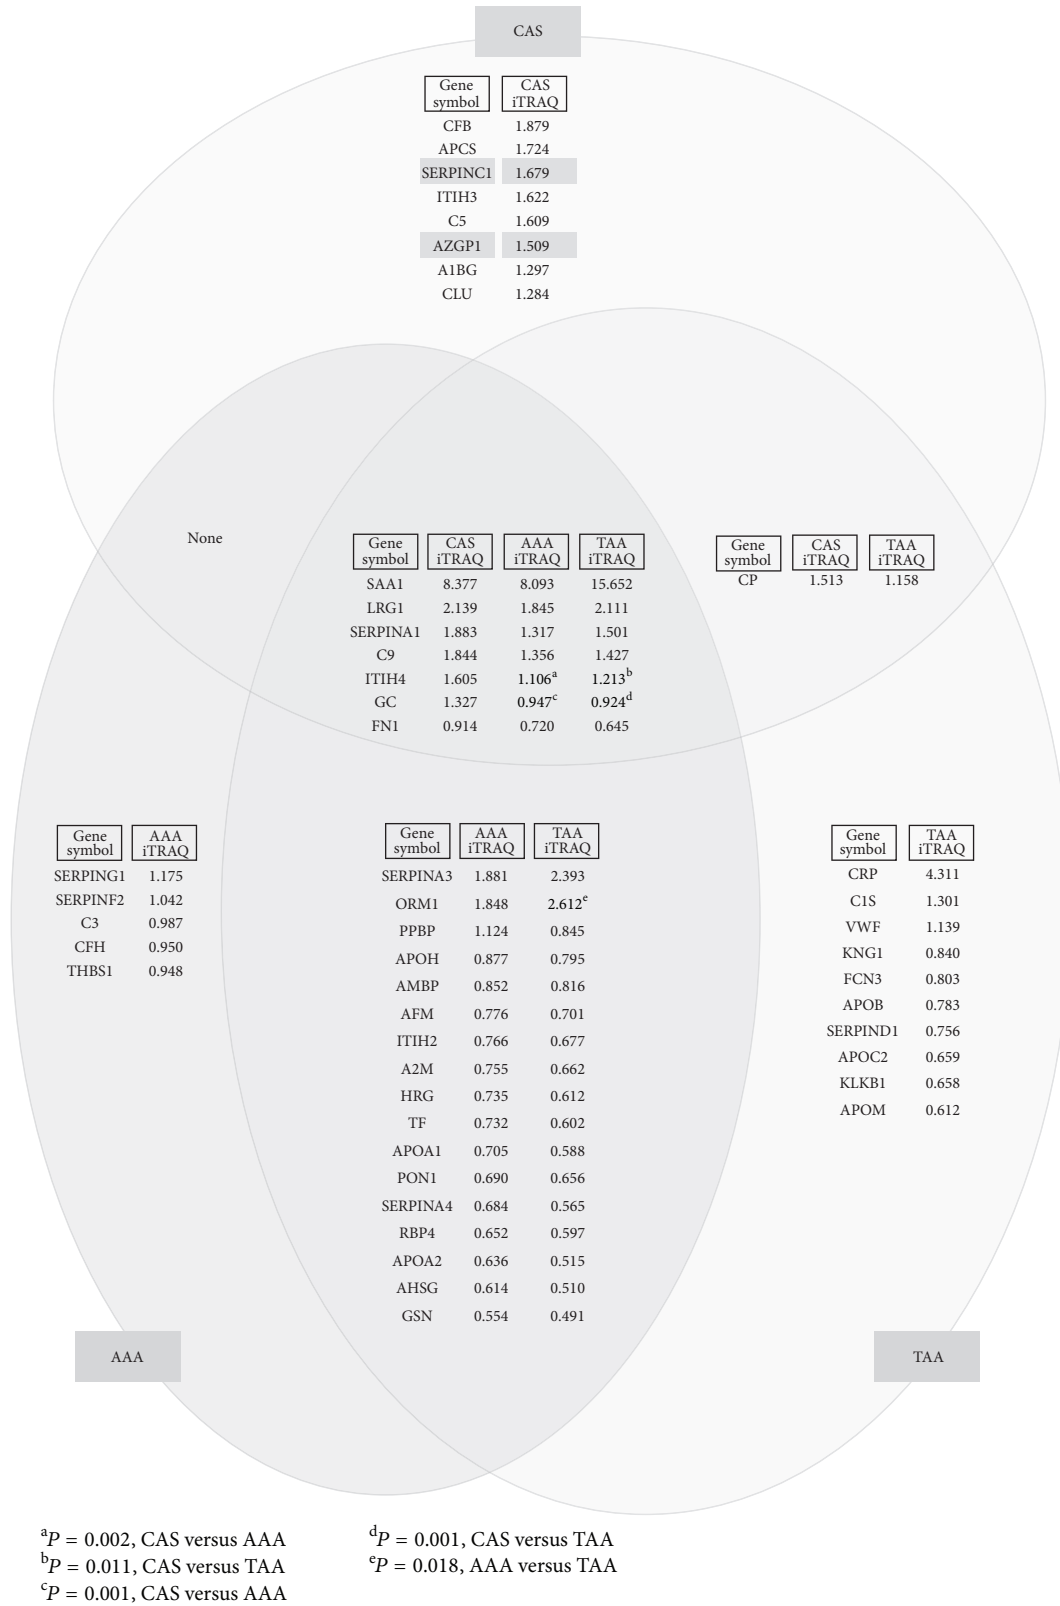 CAS
Gene symbol CAS iTRAQ
CFB 1.879
APCS 1.724
SERPINC1 1.679
ITIH3 1.622
C5 1.609
AZGP1 1.509
A1BG 1.297
CLU 1.284
None
Gene symbol CAS iTRAQ AAA iTRAQ TAA iTRAQ
SAA1 8.377 8.093 15.652
LRG1 2.139 1.845 2.111
SERPINA1 1.883 1.317 1.501
C9 1.844 1.356 1.427
ITIH4 1.605 1.106a 1.213b
GC 1.327 0.947c 0.924d
FN1 0.914 0.720 0.645
Gene symbol CAS iTRAQ TAA iTRAQ
CP 1.513 1.158
Gene symbol AAA iTRAQ
SERPING1 1.175
SERPINF2 1.042
C3 0.987
CFH 0.950
THBS1 0.948
Gene symbol AAA iTRAQ TAA iTRAQ
SERPINA3 1.881 2.393
ORM1 1.848 2.612e
PPBP 1.124 0.845
APOH 0.877 0.795
AMBP 0.852 0.816
AFM 0.776 0.701
ITIH2 0.766 0.677
A2M 0.755 0.662
HRG 0.735 0.612
TF 0.732 0.602
APOA1 0.705 0.588
PON1 0.690 0.656
SERPINA4 0.684 0.565
RBP4 0.652 0.597
APOA2 0.636 0.515
AHSG 0.614 0.510
GSN 0.554 0.491
Gene symbol TAA iTRAQ
CRP 4.311
C1S 1.301
VWF 1.139
KNG1 0.840
FCN3 0.803
APOB 0.783
SERPIND1 0.756
APOC2 0.659
KLKB1 0.658
APOM 0.612
AAA
TAA
aP = 0.002, CAS versus AAA
bP = 0.011, CAS versus TAA
cP = 0.001, CAS versus AAA
dP = 0.001, CAS versus TAA
eP = 0.018, AAA versus TAA